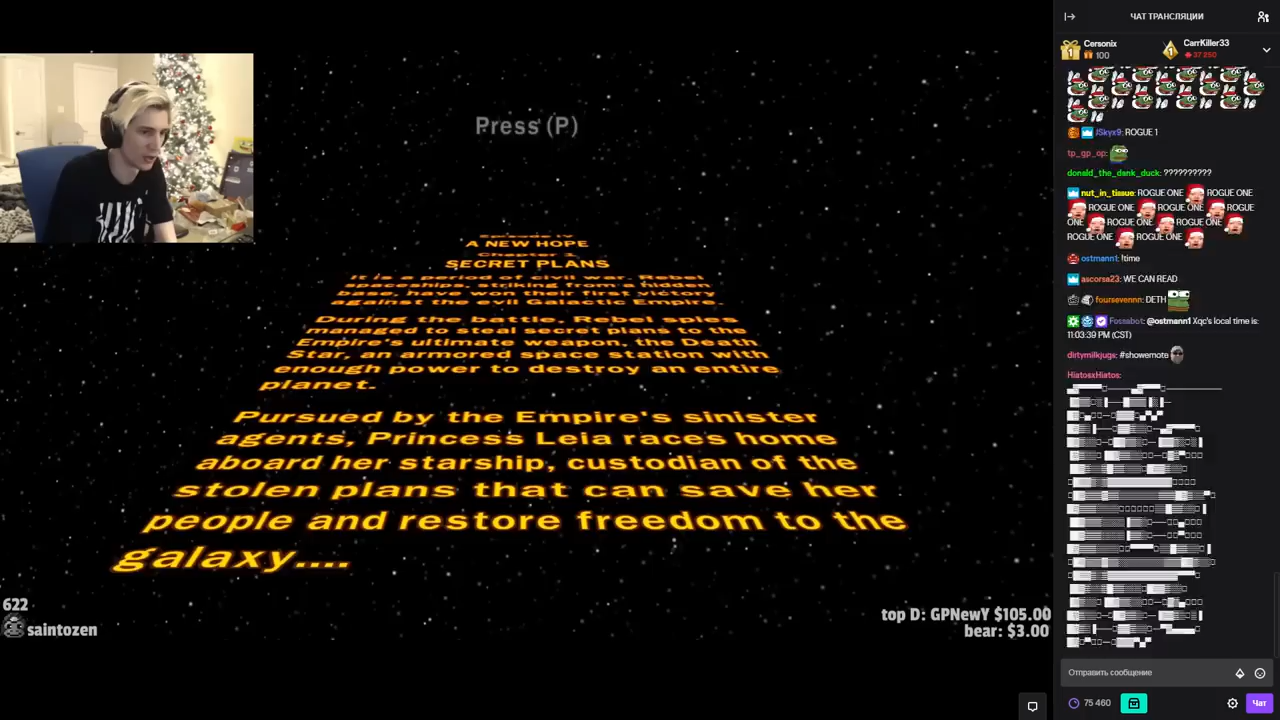 Press (P)
Episode IV
A NEW HOPE
Chapter 1
SECRET PLANS
It is a period of civil war. Rebel
spaceships, striking from a hidden
base, have won their first victory
against the evil Galactic Empire.
During the battle, Rebel spies
managed to steal secret plans to the
Empire's ultimate weapon, the Death
Star, an armored space station with
enough power to destroy an entire
planet.
Pursued by the Empire's sinister
agents, Princess Leia races home
aboard her starship, custodian of the
stolen plans that can save her
people and restore freedom to the
galaxy....
622
saintozen
top D: GPNewY $105.00
bear: $3.00
ЧАТ ТРАНСЛЯЦИИ
Cersonix
100
CarrKiller33
37 250
#Skyx9: ROGUE 1
tp_gp_op:
donald_the_dank_duck: ??????????
nut_in_tissue: ROGUE ONE ROGUE ONE
ROGUE ONE ROGUE ONE ROGUE
ONE ROGUE ONE ROGUE ONE
ROGUE ONE ROGUE ONE
ostmann1: !time
ascorsa23: WE CAN READ
foursevennn: DETH
Fossabot: @ostmann1 Xqc's local time is:
11:03:39 PM (CST)
dirtymilkjugs: #showemote
HiatosxHiatos:
Отправить сообщение
75 460
Чат